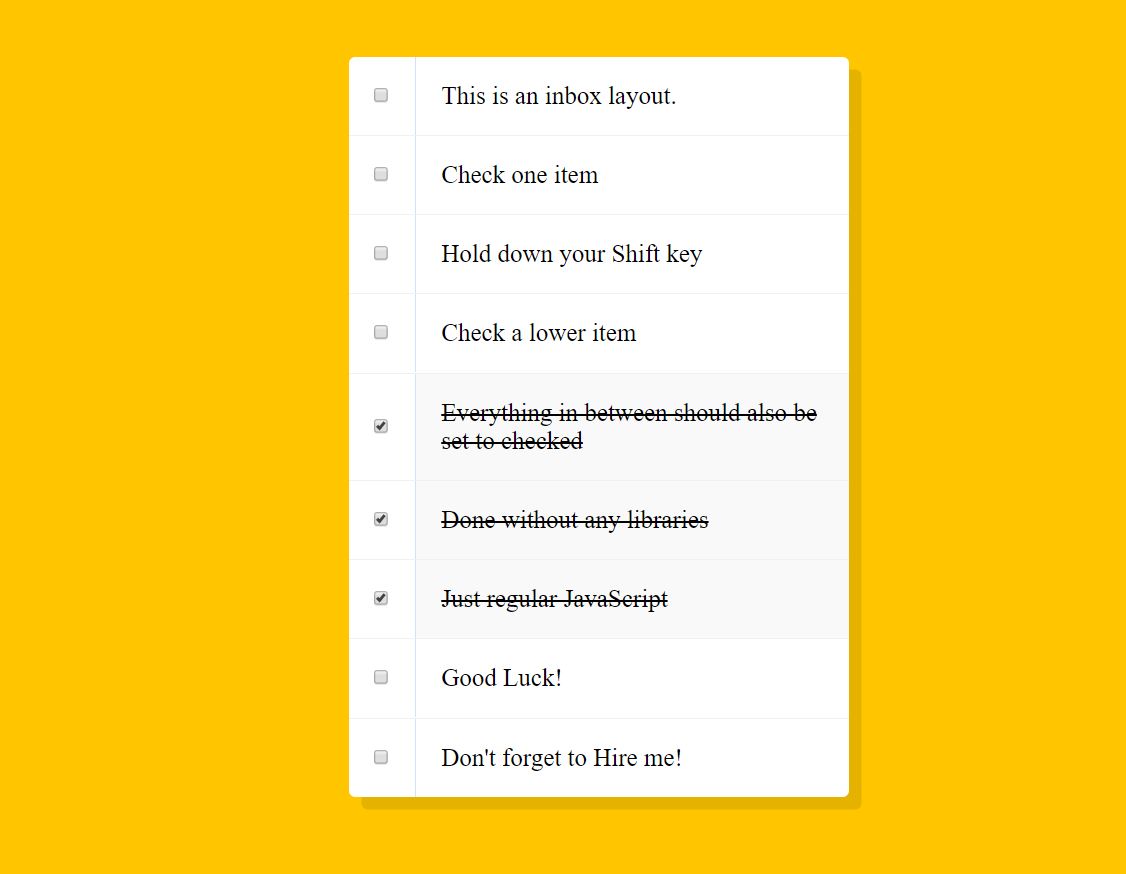 This is an inbox layout.
Check one item
Hold down your Shift key
Check a lower item
Everything in between should also be
set to checked
Done without any libraries
Just regular JavaScript
Good Luck!
Don't forget to Hire me!